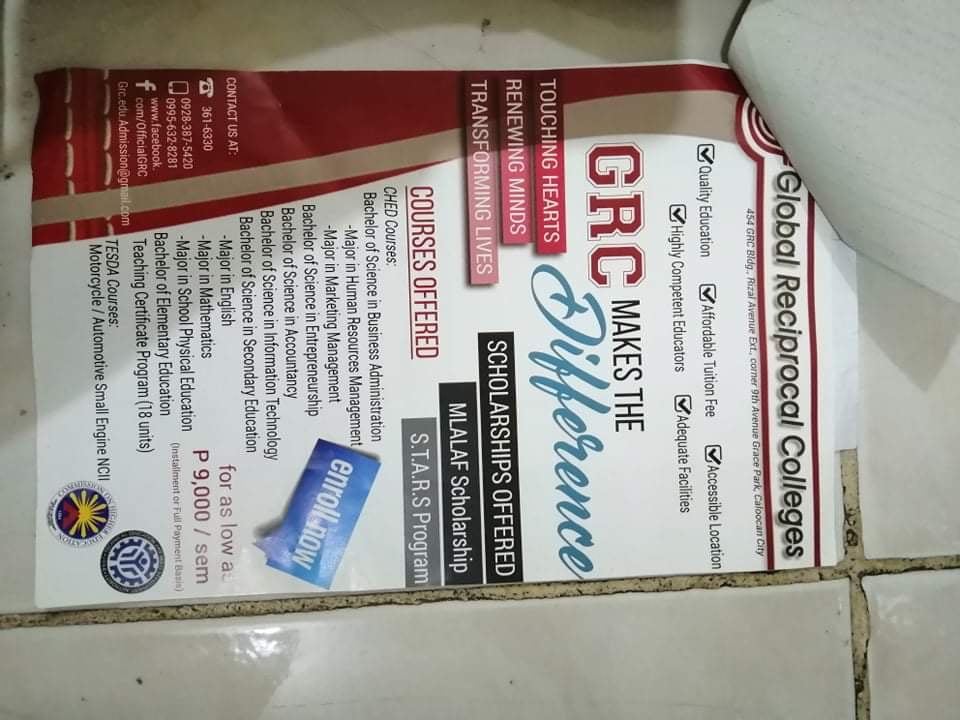 Global Reciprocal Colleges
454 GRC Bldg., Rizal Avenue Ext., corner 9th Avenue Grace Park, Caloocan City
Quality Education
Affordable Tuition Fee
Accessible Location
Highly Competent Educators
Adequate Facilities
GRC MAKES THE
Difference
TOUCHING HEARTS
RENEWING MINDS
TRANSFORMING LIVES
SCHOLARSHIPS OFFERED
MLALAF Scholarship
S.T.A.R.S Program
COURSES OFFERED
CHED Courses:
Bachelor of Science in Business Administration
-Major in Human Resources Management
-Major in Marketing Management
Bachelor of Science in Entrepreneurship
Bachelor of Science in Accountancy
Bachelor of Science in Information Technology
Bachelor of Science in Secondary Education
-Major in English
-Major in Mathematics
-Major in School Physical Education
Bachelor of Elementary Education
Teaching Certificate Program (18 units)
TESDA Courses:
Motorcycle / Automotive Small Engine NCII
enroll now
for as low as
P 9,000 / sem
(Installment or Full Payment Basis)
CONTACT US AT:
361-6330
0928-387-5420
0995-632-8281
www.facebook.
com/OfficialGRC
Grc.edu.Admission@gmail.com
COMMISSION ON HIGHER EDUCATION